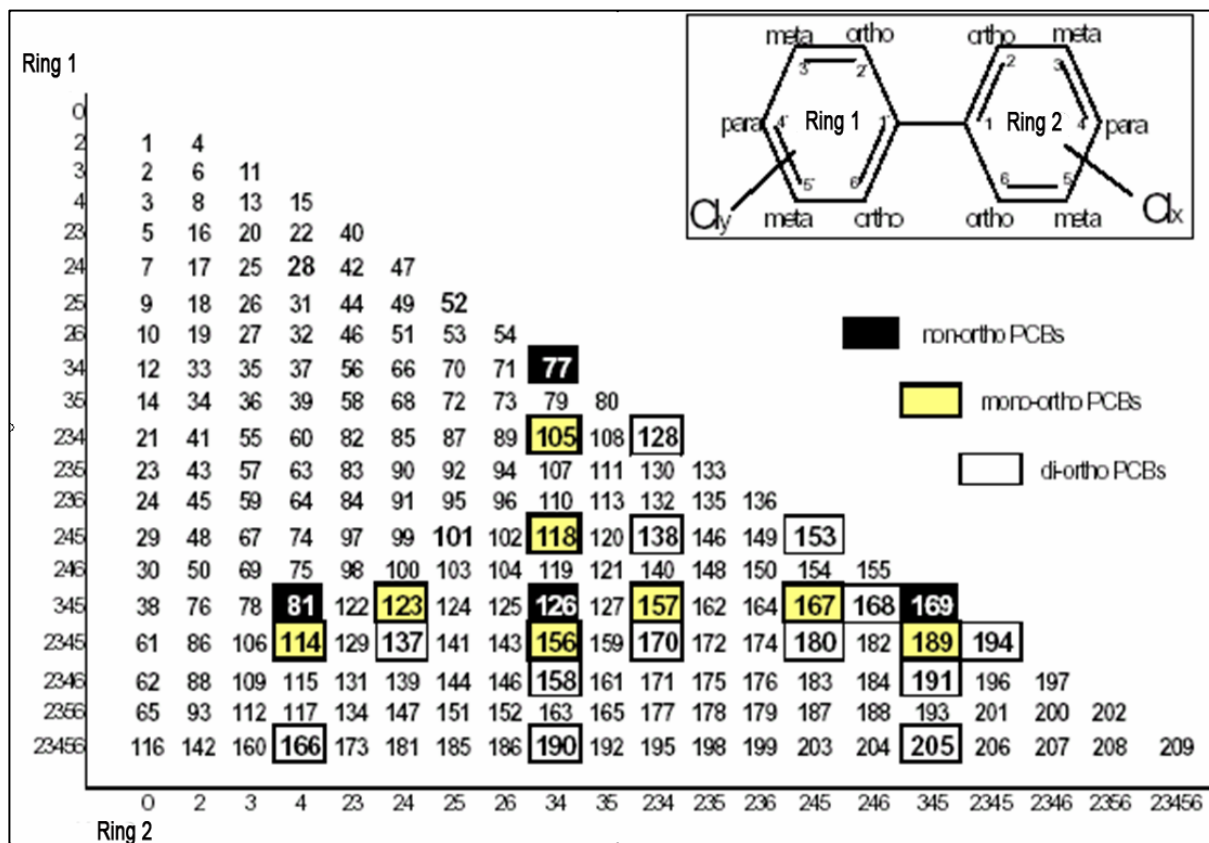 Ring 1
meta ortho ortho meta
3 2 2 3
para 4 Ring 1 1 1 Ring 2 4 para
5 6 6 5
Cly meta ortho ortho meta Clx
0
2 1 4
3 2 6 11
4 3 8 13 15
23 5 16 20 22 40
24 7 17 25 28 42 47
25 9 18 26 31 44 49 52
26 10 19 27 32 46 51 53 54
non-ortho PCBs
34 12 33 35 37 56 66 70 71 77
35 14 34 36 39 58 68 72 73 79 80
mono-ortho PCBs
234 21 41 55 60 82 85 87 89 105 108 128
235 23 43 57 63 83 90 92 94 107 111 130 133
di-ortho PCBs
236 24 45 59 64 84 91 95 96 110 113 132 135 136
245 29 48 67 74 97 99 101 102 118 120 138 146 149 153
246 30 50 69 75 98 100 103 104 119 121 140 148 150 154 155
345 38 76 78 81 122 123 124 125 126 127 157 162 164 167 168 169
2345 61 86 106 114 129 137 141 143 156 159 170 172 174 180 182 189 194
2346 62 88 109 115 131 139 144 146 158 161 171 175 176 183 184 191 196 197
2356 65 93 112 117 134 147 151 152 163 165 177 178 179 187 188 193 201 200 202
23456 116 142 160 166 173 181 185 186 190 192 195 198 199 203 204 205 206 207 208 209
0 2 3 4 23 24 25 26 34 35 234 235 236 245 246 345 2345 2346 2356 23456
Ring 2